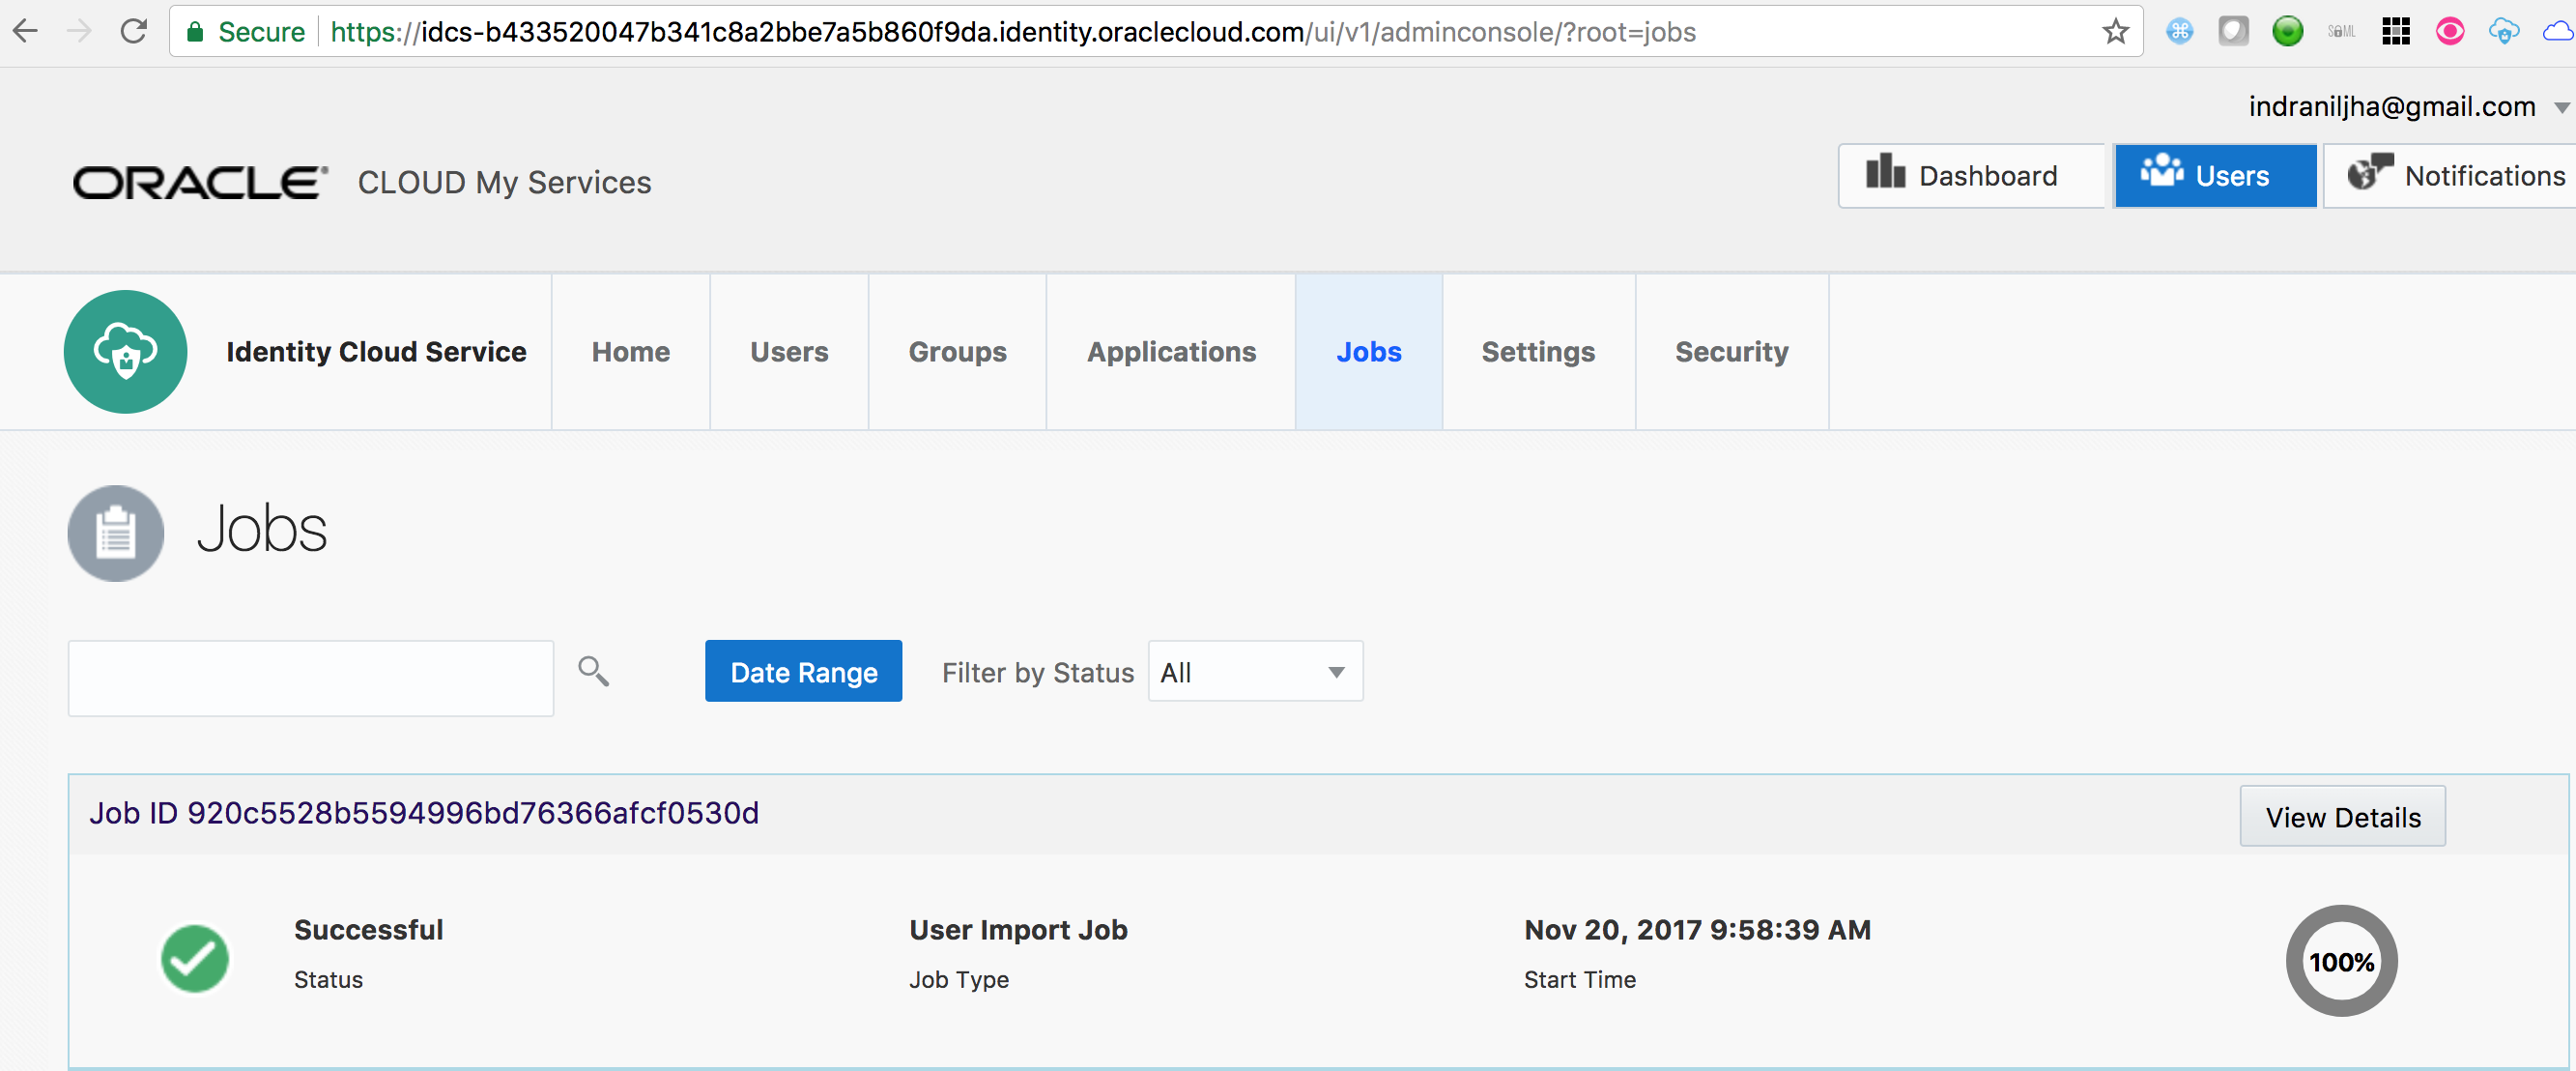 Secure https://idcs-b433520047b341c8a2bbe7a5b860f9da.identity.oraclecloud.com/ui/v1/adminconsole/?root=jobs SAML
indraniljha@gmail.com
ORACLE® CLOUD My Services Dashboard Users Notifications
Identity Cloud Service Home Users Groups Applications Jobs Settings Security
Jobs
Date Range Filter by Status All
Job ID 920c5528b5594996bd76366afcf0530d View Details
Successful User Import Job Nov 20, 2017 9:58:39 AM
100%
Status Job Type Start Time